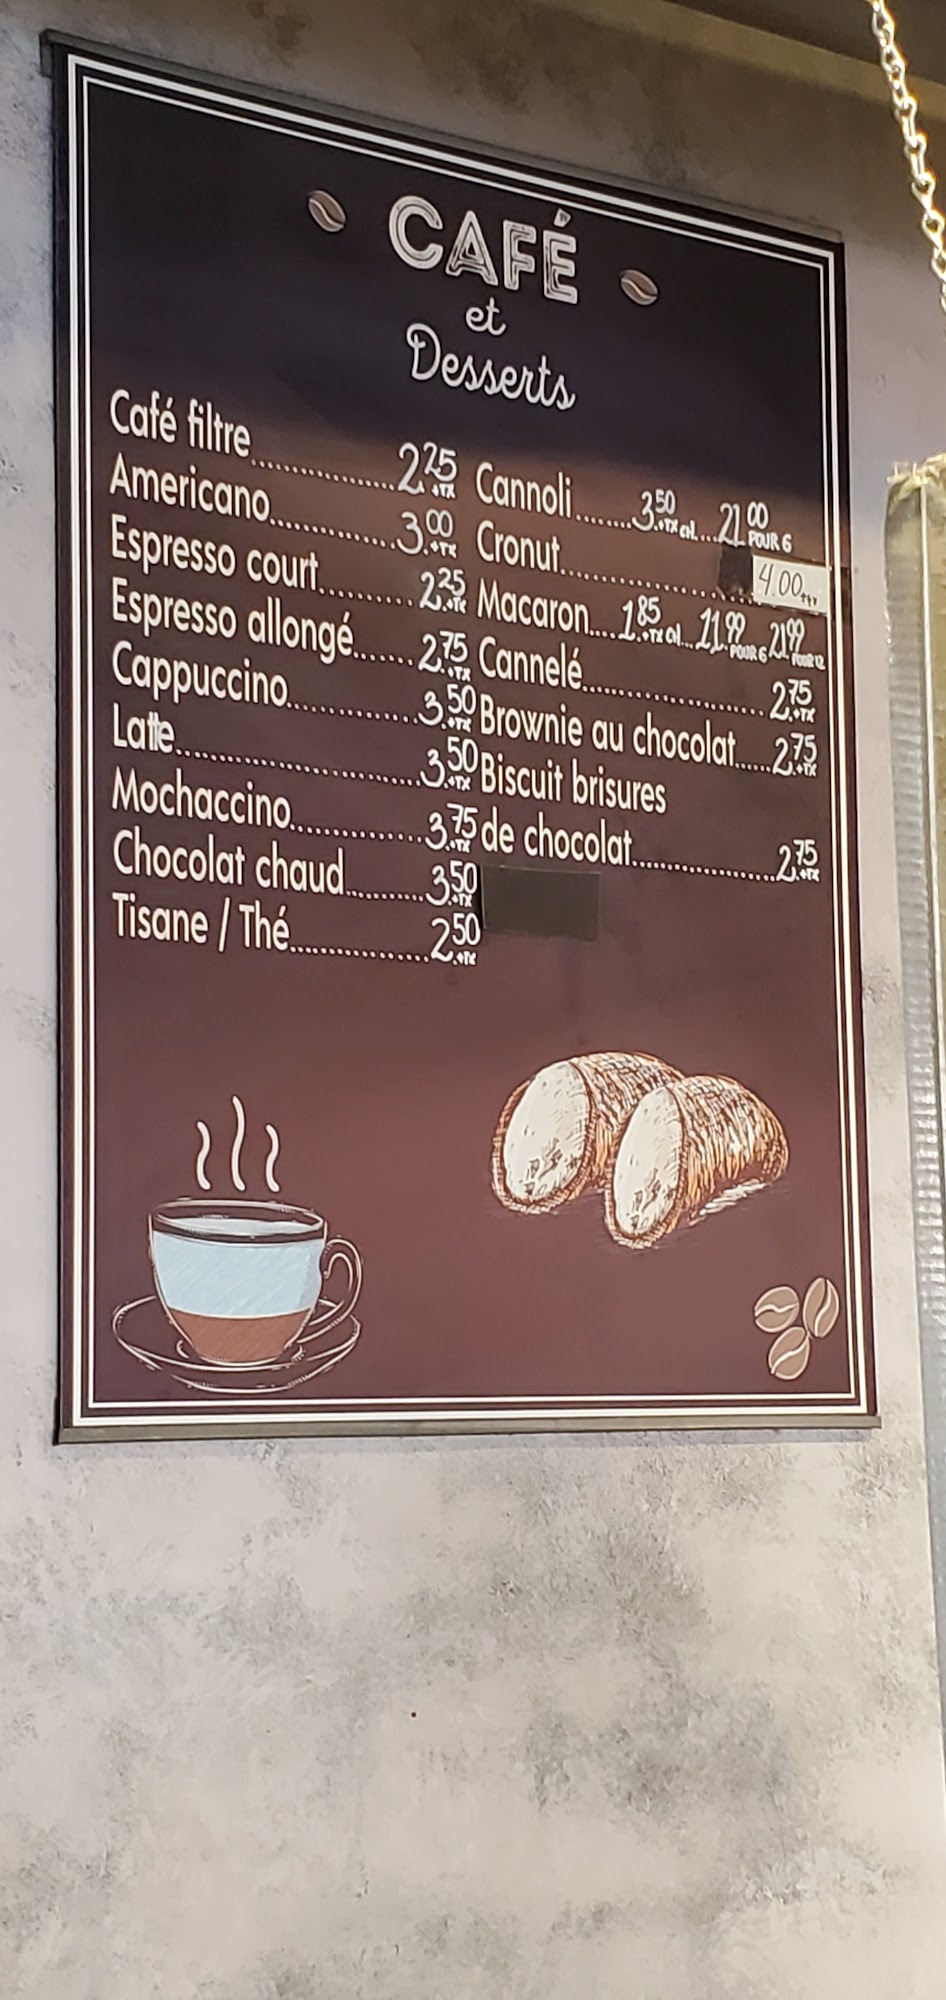 CAFÉ
et
Desserts
Café filtre 2.25 +TX
Americano 3.00 +TX
Espresso court 2.25 +TX
Espresso allongé 2.75 +TX
Cappuccino 3.50 +TX
Latte 3.50 +TX
Mochaccino 3.75 +TX
Chocolat chaud 3.50 +TX
Tisane / Thé 2.50 +TX
Cannoli 3.50 +TX CH. 21.00 POUR 6
Cronut 4.00
Macaron 1.85 +TX CH. 11.99 POUR 6 21.99 POUR 12
Cannelé 2.75 +TX
Brownie au chocolat 2.75 +TX
Biscuit brisures
de chocolat 2.75 +TX